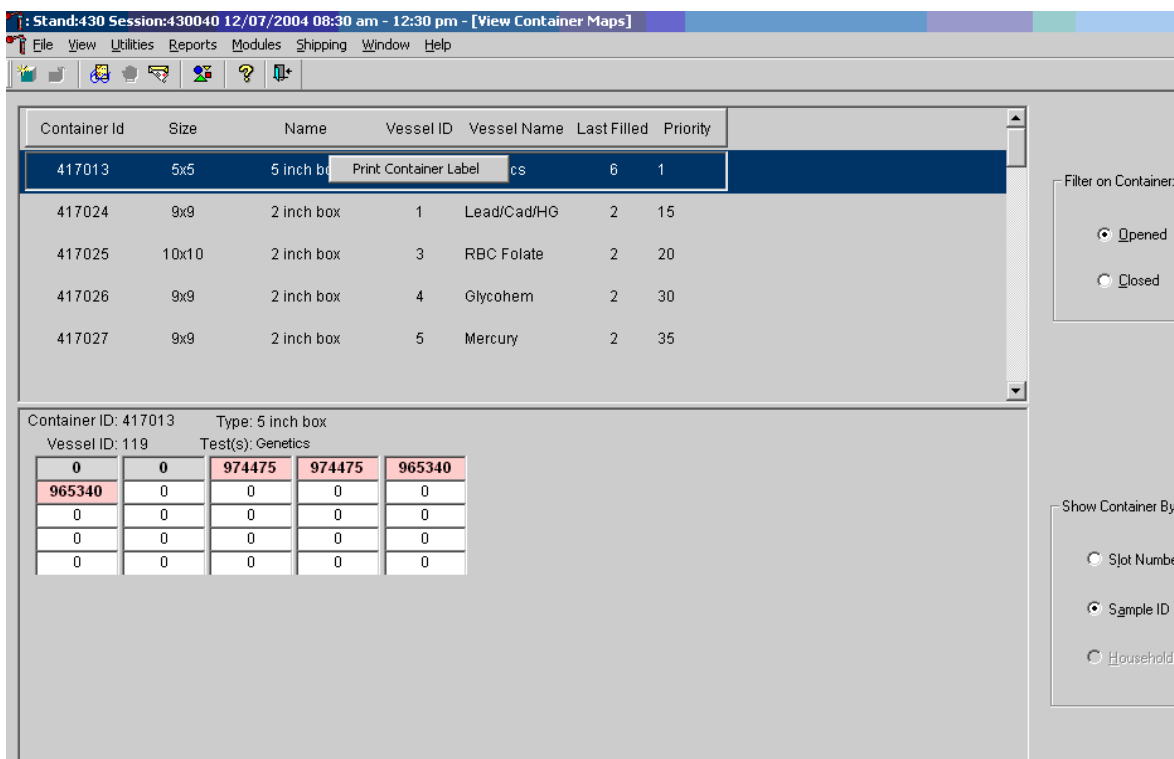 : Stand:430 Session:430040 12/07/2004 08:30 am - 12:30 pm - [View Container Maps]
File View Utilities Reports Modules Shipping Window Help
Container Id Size Name Vessel ID Vessel Name Last Filled Priority
417013 5x5 5 inch Print Container Label 6 1
417024 9x9 2 inch box 1 Lead/Cad/HG 2 15
417025 10x10 2 inch box 3 RBC Folate 2 20
417026 9x9 2 inch box 4 Glycohem 2 30
417027 9x9 2 inch box 5 Mercury 2 35
Filter on Container:
Opened
Closed
Container ID: 417013 Type: 5 inch box
Vessel ID: 119 Test(s): Genetics
0 0 974475 974475 965340
965340 0 0 0 0
0 0 0 0 0
0 0 0 0 0
0 0 0 0 0
Show Container By
Slot Numbe
Sample ID
Household